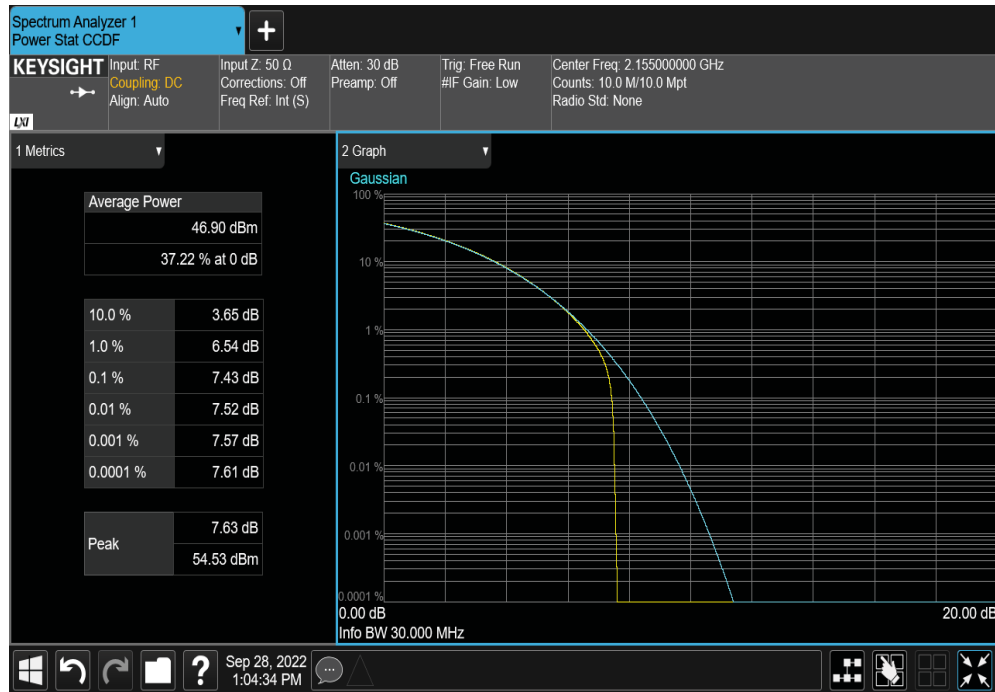 Spectrum Analyzer 1
Power Stat CCDF
KEYSIGHT
LXI
Input: RF
Coupling: DC
Align: Auto
Input Z: 50 Ω
Corrections: Off
Freq Ref: Int (S)
Atten: 30 dB
Preamp: Off
Trig: Free Run
#IF Gain: Low
Center Freq: 2.155000000 GHz
Counts: 10.0 M/10.0 Mpt
Radio Std: None
1 Metrics
Average Power
46.90 dBm
37.22 % at 0 dB
10.0 % 3.65 dB
1.0 % 6.54 dB
0.1 % 7.43 dB
0.01 % 7.52 dB
0.001 % 7.57 dB
0.0001 % 7.61 dB
Peak
7.63 dB
54.53 dBm
2 Graph
Gaussian
100 %
10 %
1 %
0.1 %
0.01 %
0.001 %
0.0001 %
0.00 dB 20.00 dB
Info BW 30.000 MHz
?
Sep 28, 2022
1:04:34 PM